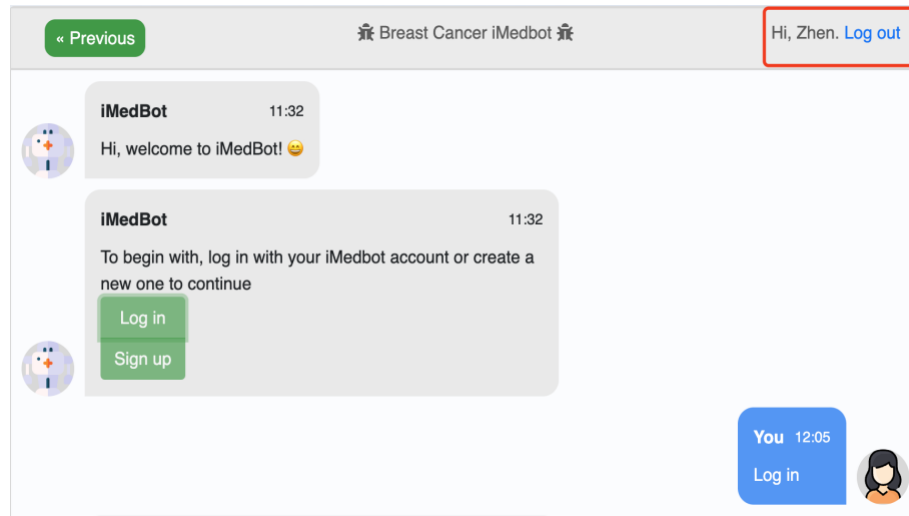 « Previous
Breast Cancer iMedbot
Hi, Zhen. Log out
iMedBot 11:32
Hi, welcome to iMedBot! 😀
iMedBot 11:32
To begin with, log in with your iMedbot account or create a
new one to continue
Log in
Sign up
You 12:05
Log in